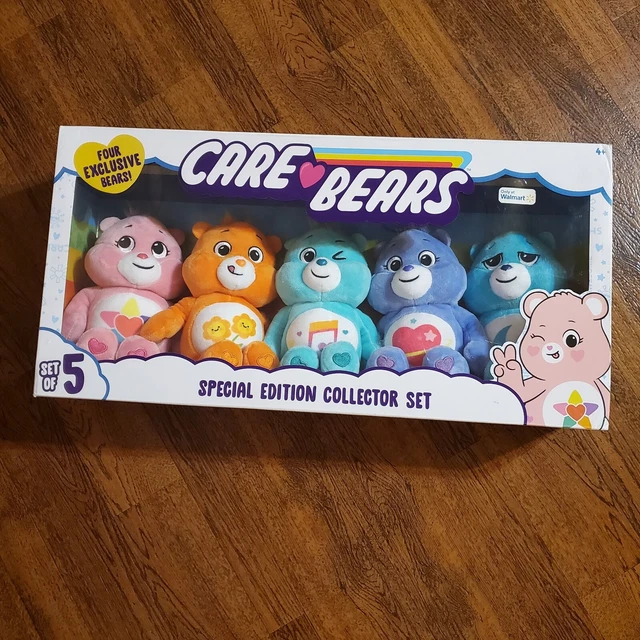 FOUR
EXCLUSIVE
BEARS!
CARE BEARS
4+
Only at
Walmart
SET
OF 5
SPECIAL EDITION COLLECTOR SET